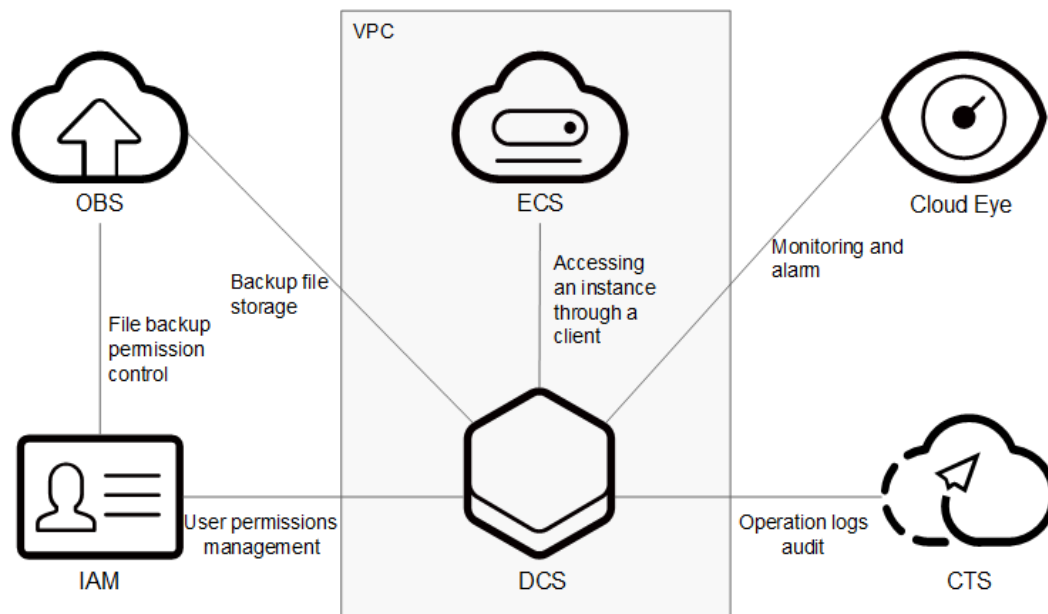 VPC
OBS
ECS
Cloud Eye
Backup file
storage
Accessing
an instance
through a
client
Monitoring and
alarm
File backup
permission
control
User permissions
management
Operation logs
audit
IAM
DCS
CTS